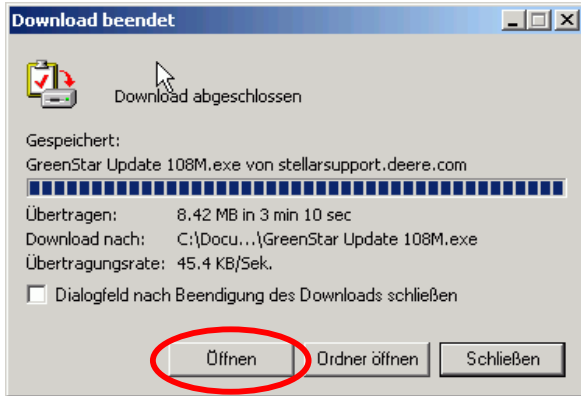 Download beendet
Download abgeschlossen
Gespeichert:
GreenStar Update 108M.exe von stellarsupport.deere.com
Übertragen: 8.42 MB in 3 min 10 sec
Download nach: C:\Docu...\GreenStar Update 108M.exe
Übertragungsrate: 45.4 KB/Sek.
Dialogfeld nach Beendigung des Downloads schließen
Öffnen Ordner öffnen Schließen